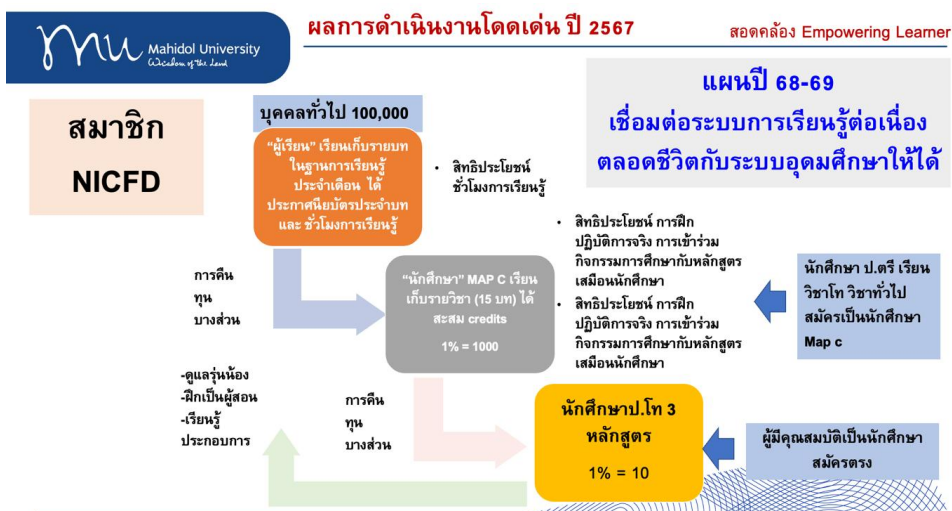 Mahidol University
Wisdom of the Land
ผลการดำเนินงานโดดเด่น ปี 2567
สอดคล้อง Empowering Learner
สมาชิก
NICFD
บุคคลทั่วไป 100,000
“ผู้เรียน” เรียนเก็บรายบท
ในฐานการเรียนรู้
ประจำเดือน ได้
ประกาศนียบัตรประจำบท
และ ชั่วโมงการเรียนรู้
• สิทธิประโยชน์
ชั่วโมงการเรียนรู้
แผนปี 68-69
เชื่อมต่อระบบการเรียนรู้ต่อเนื่อง
ตลอดชีวิตกับระบบอุดมศึกษาให้ได้
การคืน
ทุน
บางส่วน
“นักศึกษา” MAP C เรียน
เก็บรายวิชา (15 บท) ได้
สะสม credits
1% = 1000
• สิทธิประโยชน์ การฝึก
ปฏิบัติการจริง การเข้าร่วม
กิจกรรมการศึกษากับหลักสูตร
เสมือนนักศึกษา
• สิทธิประโยชน์ การฝึก
ปฏิบัติการจริง การเข้าร่วม
กิจกรรมการศึกษากับหลักสูตร
เสมือนนักศึกษา
นักศึกษา ป.ตรี เรียน
วิชาโท วิชาทั่วไป
สมัครเป็นนักศึกษา
Map c
-ดูแลรุ่นน้อง
-ฝึกเป็นผู้สอน
-เรียนรู้
ประกอบการ
การคืน
ทุน
บางส่วน
นักศึกษาป.โท 3
หลักสูตร
1% = 10
ผู้มีคุณสมบัติเป็นนักศึกษา
สมัครตรง